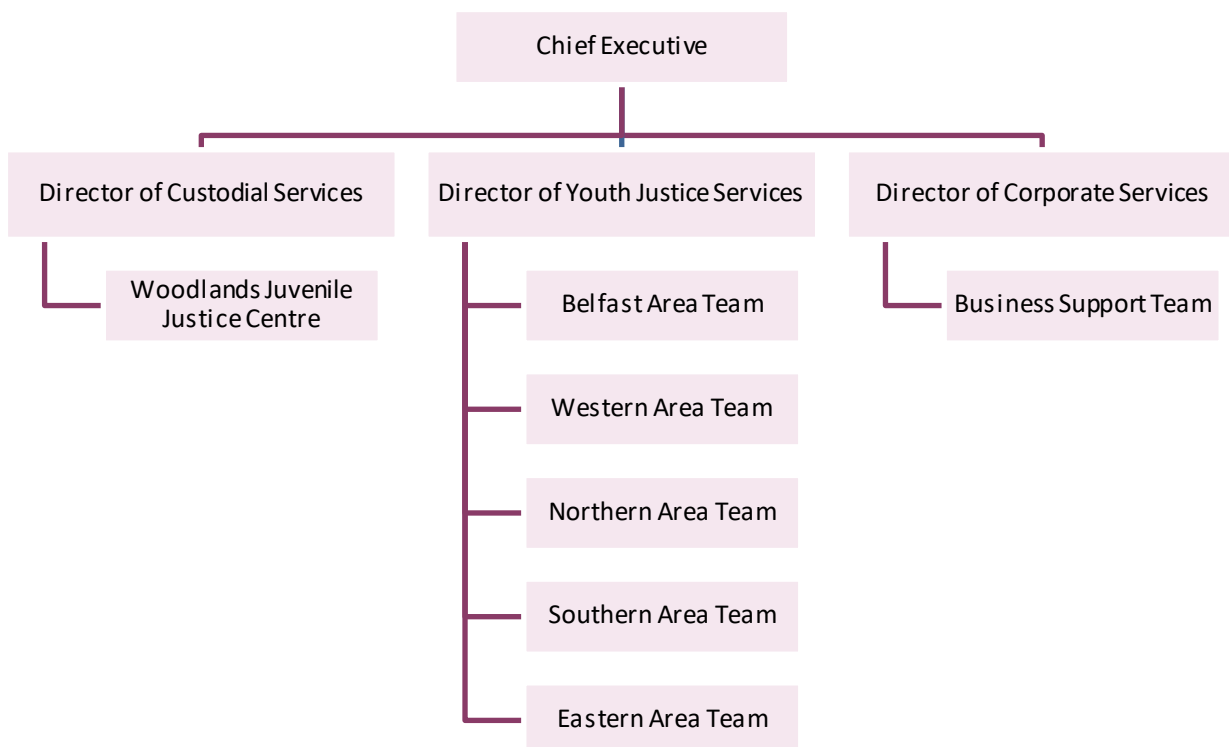 Chief Executive
Director of Custodial Services
Director of Youth Justice Services
Director of Corporate Services
Woodlands Juvenile
Justice Centre
Belfast Area Team
Business Support Team
Western Area Team
Northern Area Team
Southern Area Team
Eastern Area Team